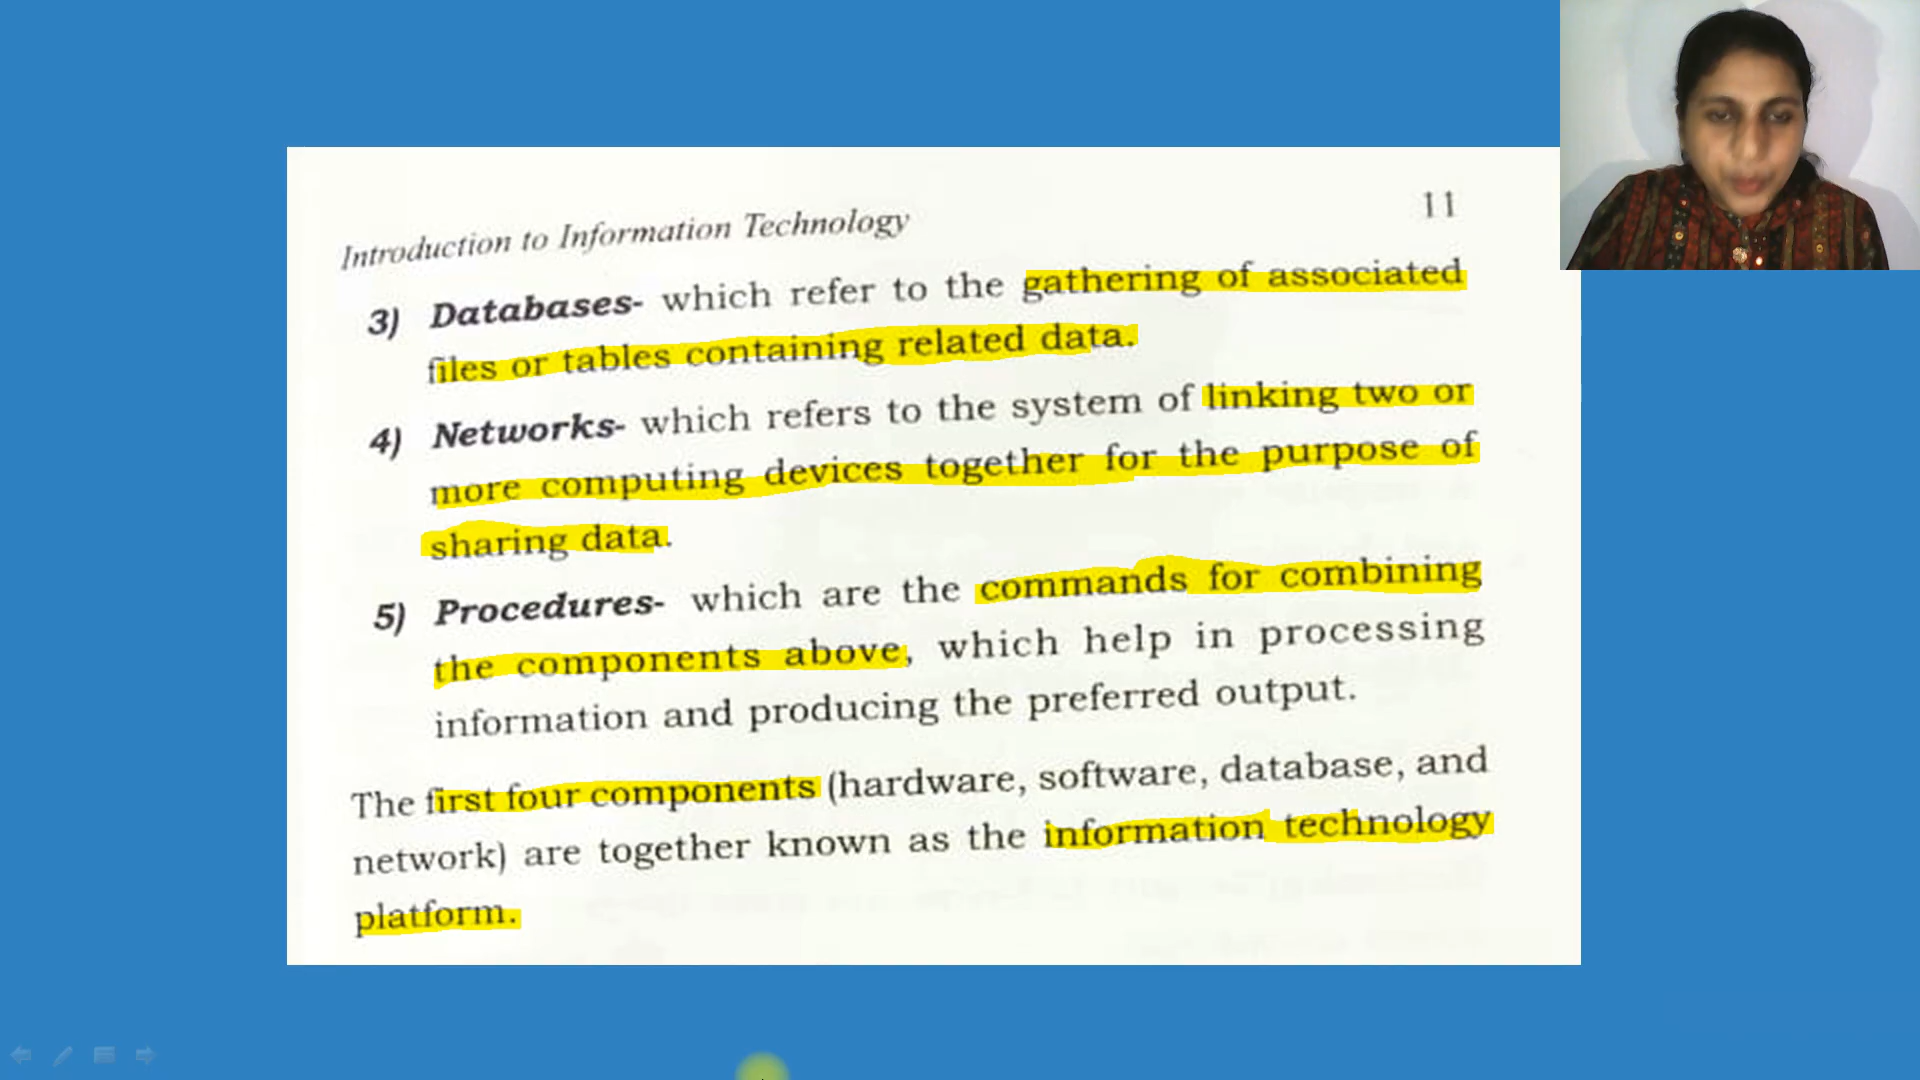 Introduction to Information Technology 11
3) Databases- which refer to the gathering of associated
files or tables containing related data.
4) Networks- which refers to the system of linking two or
more computing devices together for the purpose of
sharing data.
5) Procedures- which are the commands for combining
the components above, which help in processing
information and producing the preferred output.
The first four components (hardware, software, database, and
network) are together known as the information technology
platform.